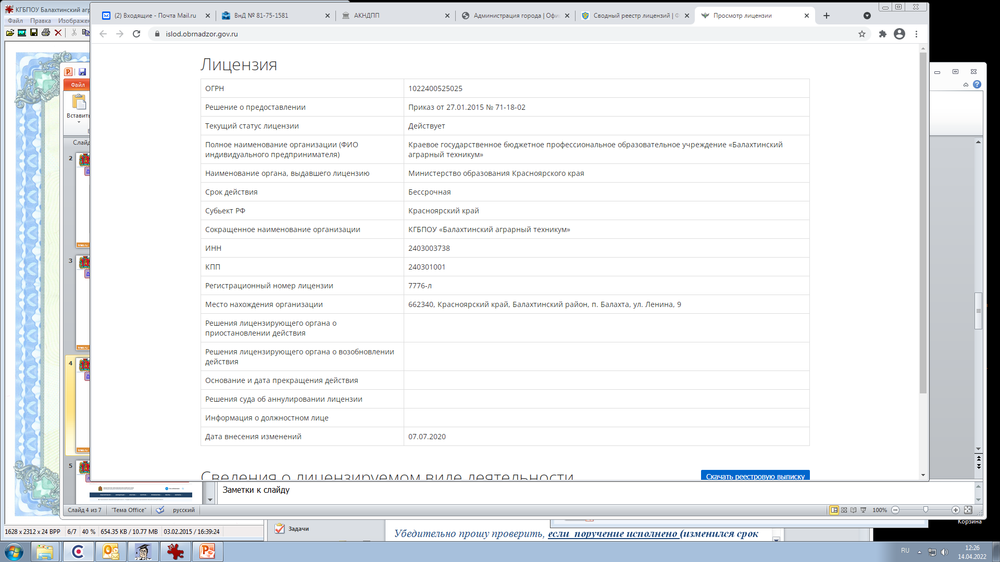 КГБПОУ Балахтинский агр
Файл Правка Изображен
(2) Входящие - Почта Mail.ru
ВнД № 81-75-1581
АКНДПП
Администрация города | Офи
Сводный реестр лицензий | Ф
Просмотр лицензии
islod.obrnadzor.gov.ru
Файл
Вставить
Слайд
2
3
4
5
Лицензия
ОГРН 1022400525025
Решение о предоставлении Приказ от 27.01.2015 № 71-18-02
Текущий статус лицензии Действует
Полное наименование организации (ФИО
индивидуального предпринимателя)
Краевое государственное бюджетное профессиональное образовательное учреждение «Балахтинский
аграрный техникум»
Наименование органа, выдавшего лицензию Министерство образования Красноярского края
Срок действия Бессрочная
Субьект РФ Красноярский край
Сокращенное наименование организации КГБПОУ «Балахтинский аграрный техникум»
ИНН 2403003738
КПП 240301001
Регистрационный номер лицензии 7776-л
Место нахождения организации 662340, Красноярский край, Балахтинский район, п. Балахта, ул. Ленина, 9
Решения лицензирующего органа о
приостановлении действия
Решения лицензирующего органа о возобновлении
действия
Основание и дата прекращения действия
Решения суда об аннулировании лицензии
Информация о должностном лице
Дата внесения изменений 07.07.2020
Сведения о лицензируемом виде деятельности
Скачать реестровую выписку
Заметки к слайду
Слайд 4 из 7 "Тема Office" русский 100%
Корзина
1628 x 2312 x 24 BPP 6/7 40 % 654.35 KB / 10.77 MB 03.02.2015 / 16:39:24
Задачи
Убедительно прошу проверить, если поручение исполнено (изменился срок
RU
12:26
14.04.2022